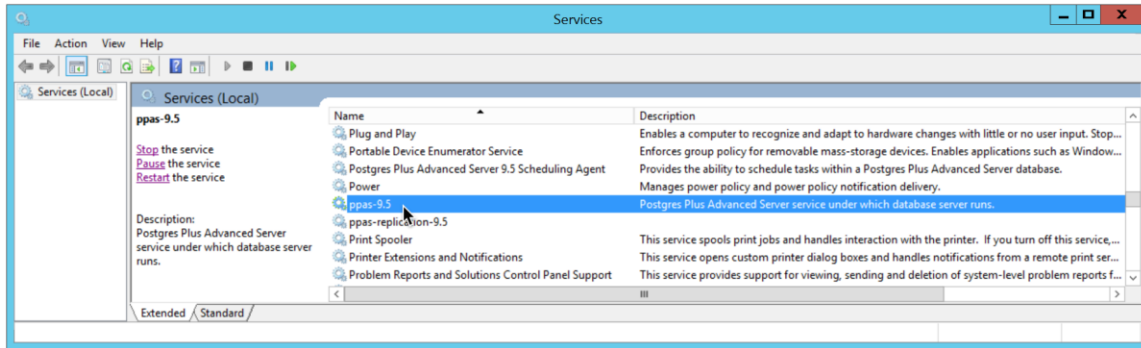 Services
File Action View Help
Services (Local)
Services (Local)
ppas-9.5
Stop the service
Pause the service
Restart the service
Description:
Postgres Plus Advanced Server
service under which database server
runs.
Name Description
Plug and Play Enables a computer to recognize and adapt to hardware changes with little or no user input. Stop...
Portable Device Enumerator Service Enforces group policy for removable mass-storage devices. Enables applications such as Window...
Postgres Plus Advanced Server 9.5 Scheduling Agent Provides the ability to schedule tasks within a Postgres Plus Advanced Server database.
Power Manages power policy and power policy notification delivery.
ppas-9.5 Postgres Plus Advanced Server service under which database server runs.
ppas-replication-9.5
Print Spooler This service spools print jobs and handles interaction with the printer. If you turn off this service,...
Printer Extensions and Notifications This service opens custom printer dialog boxes and handles notifications from a remote print ser...
Problem Reports and Solutions Control Panel Support This service provides support for viewing, sending and deletion of system-level problem reports f...
Extended Standard